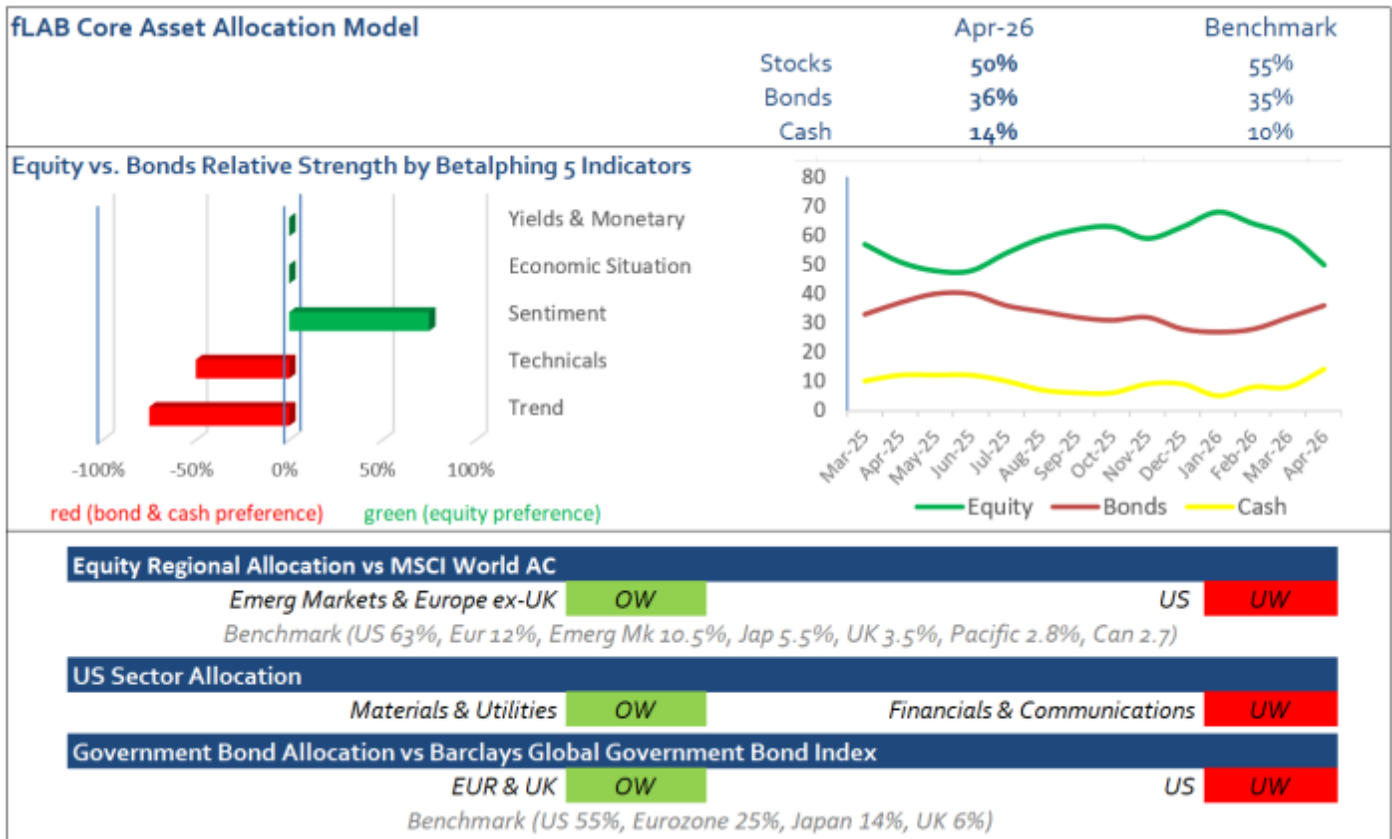 fLAB Core Asset Allocation Model Apr-26 Benchmark
Stocks 50% 55%
Bonds 36% 35%
Cash 14% 10%
Equity vs. Bonds Relative Strength by Betalphing 5 Indicators
Yields & Monetary
Economic Situation
Sentiment
Technicals
Trend
-100% -50% 0% 50% 100%
red (bond & cash preference) green (equity preference)
80
70
60
50
40
30
20
10
0
Mar-25 Apr-25 May-25 Jun-25 Jul-25 Aug-25 Sep-25 Oct-25 Nov-25 Dec-25 Jan-26 Feb-26 Mar-26 Apr-26
Equity Bonds Cash
Equity Regional Allocation vs MSCI World AC
Emerg Markets & Europe ex-UK OW US UW
Benchmark (US 63%, Eur 12%, Emerg Mk 10.5%, Jap 5.5%, UK 3.5%, Pacific 2.8%, Can 2.7)
US Sector Allocation
Materials & Utilities OW Financials & Communications UW
Government Bond Allocation vs Barclays Global Government Bond Index
EUR & UK OW US UW
Benchmark (US 55%, Eurozone 25%, Japan 14%, UK 6%)